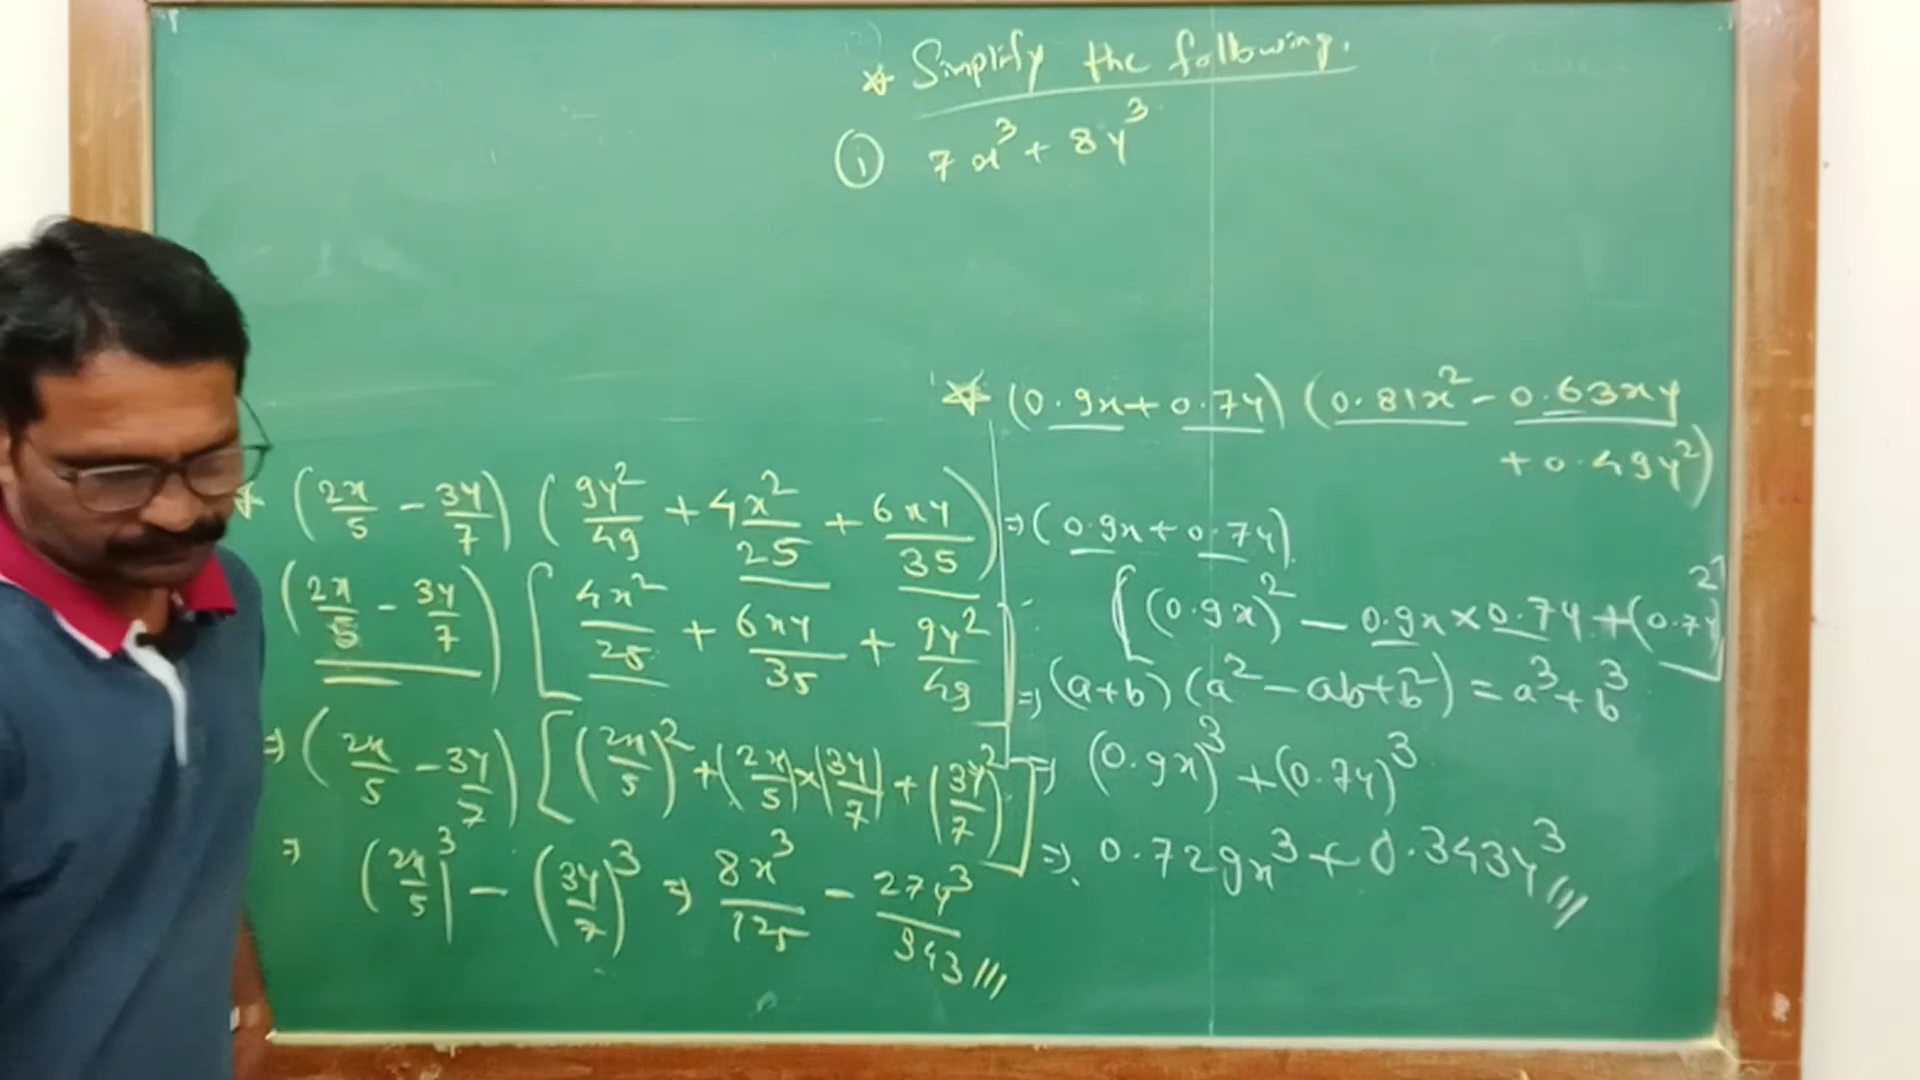 * Simplify the following.
① 7x³ + 8y³
* (2x/5 - 3y/7) (9y²/49 + 4x²/25 + 6xy/35)
(2x/5 - 3y/7) [4x²/25 + 6xy/35 + 9y²/49
⇒ (2x/5 - 3y/7) [(2x/5)² + (2x/5) × (3y/7) + (3y/7)²]
⇒ (2x/5)³ - (3y/7)³ ⇒ 8x³/125 - 27y³/343
* (0.9x + 0.7y) (0.81x² - 0.63xy
+ 0.49y²)
⇒ (0.9x + 0.7y)
[(0.9x)² - 0.9x × 0.7y + (0.7y)²]
⇒ (a+b) (a² - ab + b²) = a³ + b³
⇒ (0.9x)³ + (0.7y)³
⇒ 0.729x³ + 0.343y³